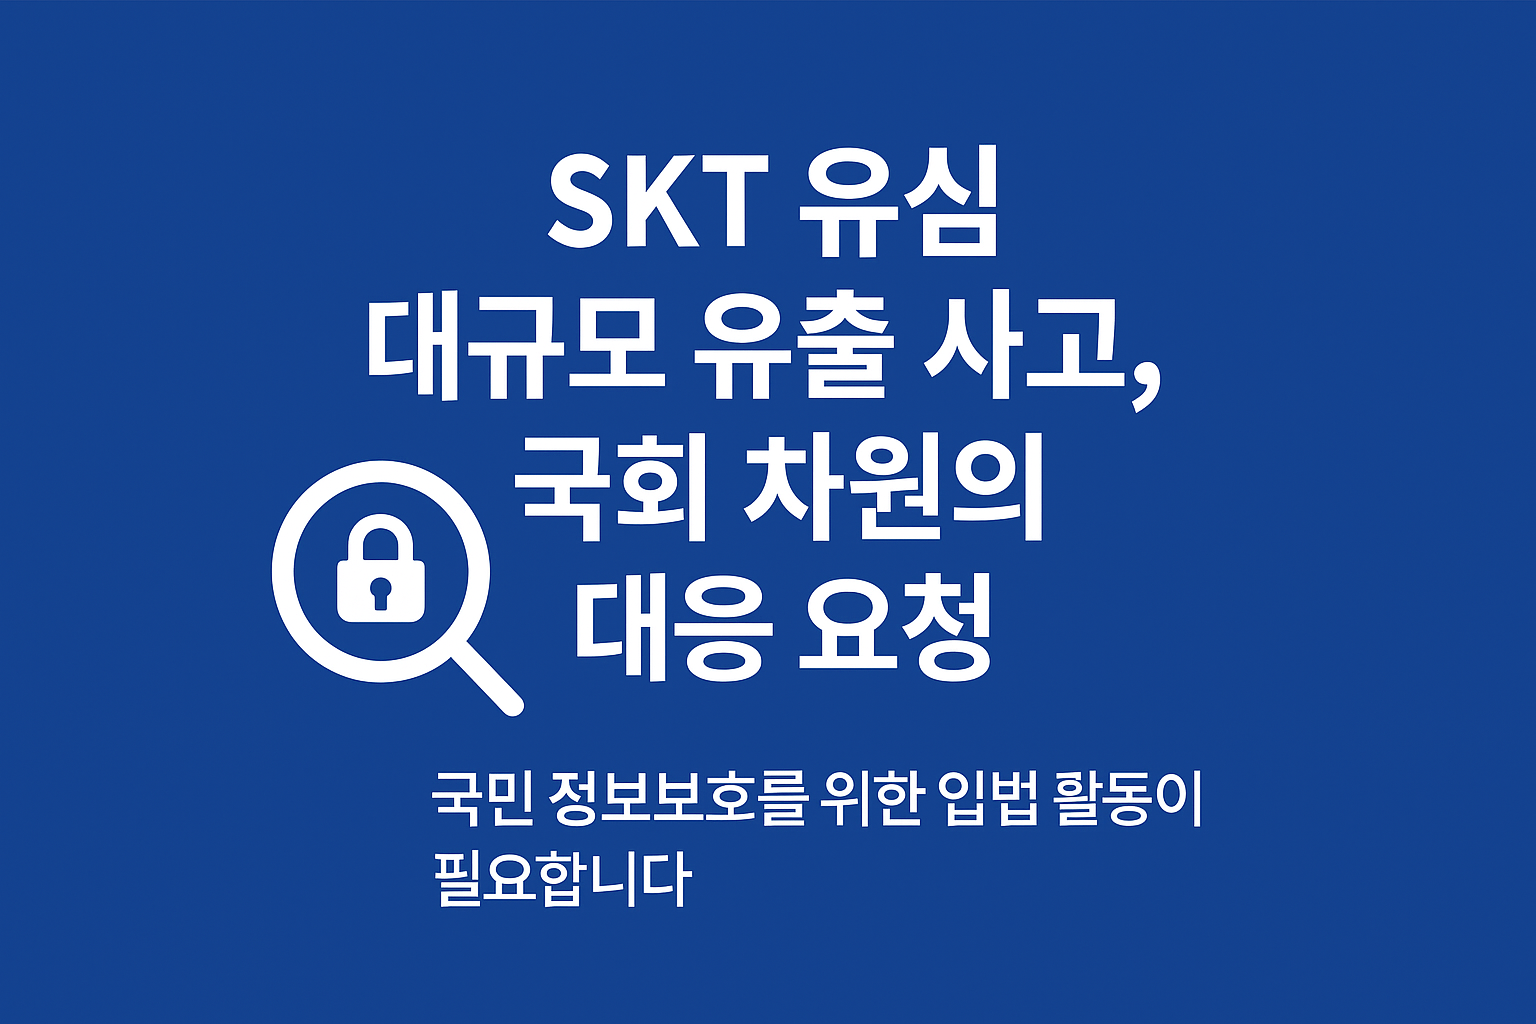 SKT 유심
대규모 유출 사고,
국회 차원의
대응 요청
국민 정보보호를 위한 입법 활동이
필요합니다